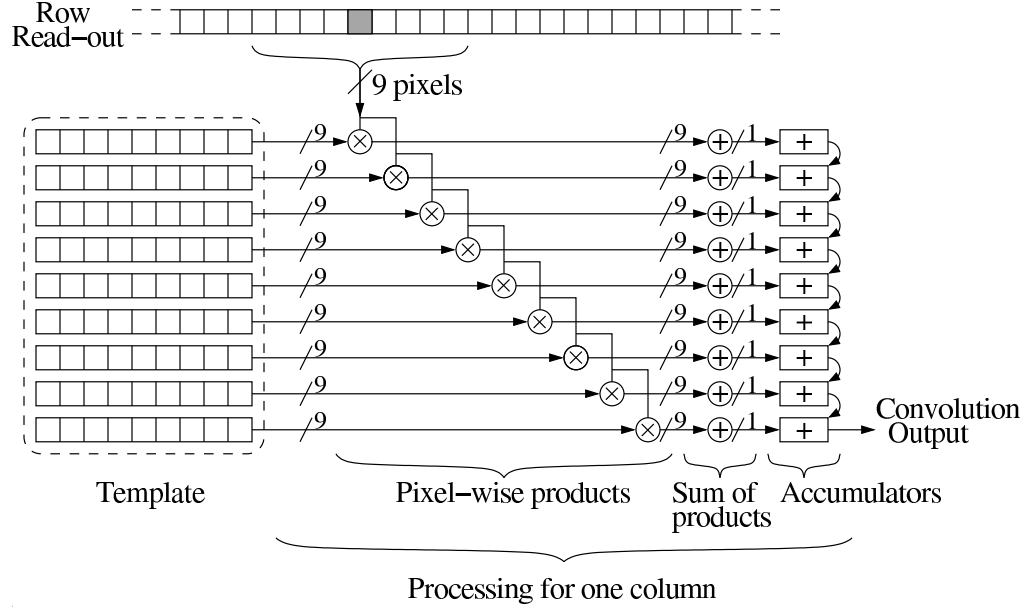 Row
Read−out
9 pixels
9 9 1 +
9 9 1 +
9 9 1 +
9 9 1 +
9 9 1 +
9 9 1 +
9 9 1 +
9 9 1 +
9 9 1 +
Convolution
Output
Template
Pixel−wise products
Sum of
products
Accumulators
Processing for one column